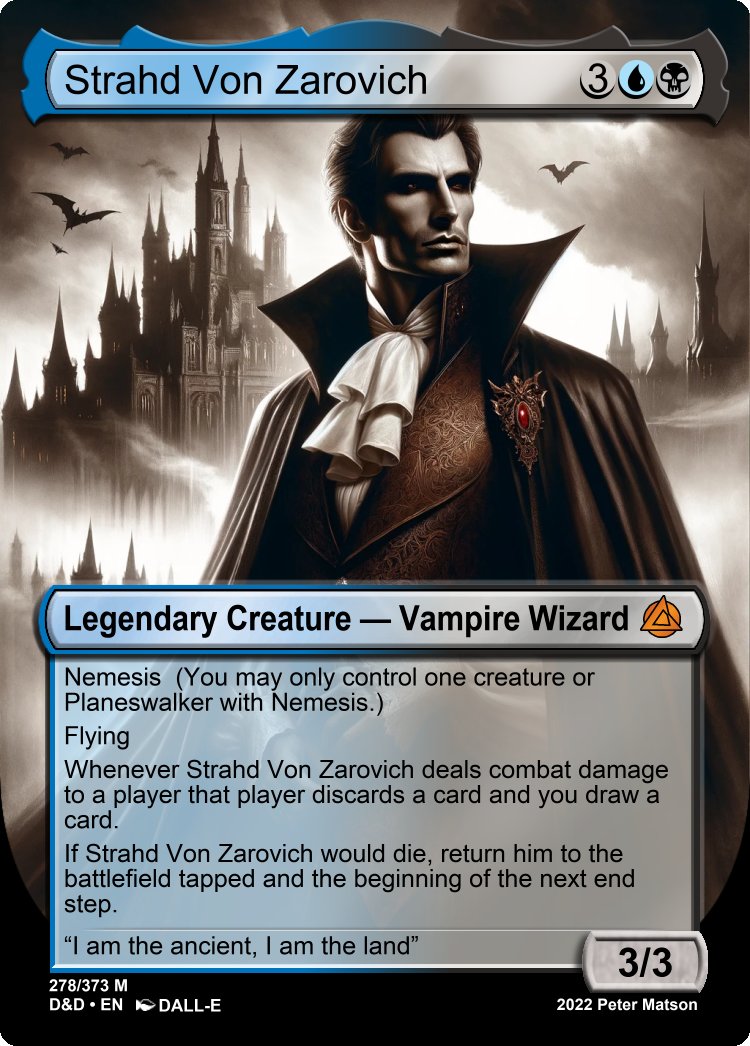 Strahd Von Zarovich 3
Legendary Creature — Vampire Wizard
Nemesis (You may only control one creature or
Planeswalker with Nemesis.)
Flying
Whenever Strahd Von Zarovich deals combat damage
to a player that player discards a card and you draw a
card.
If Strahd Von Zarovich would die, return him to the
battlefield tapped and the beginning of the next end
step.
“I am the ancient, I am the land”
3/3
278/373 M
D&D • EN DALL-E
2022 Peter Matson